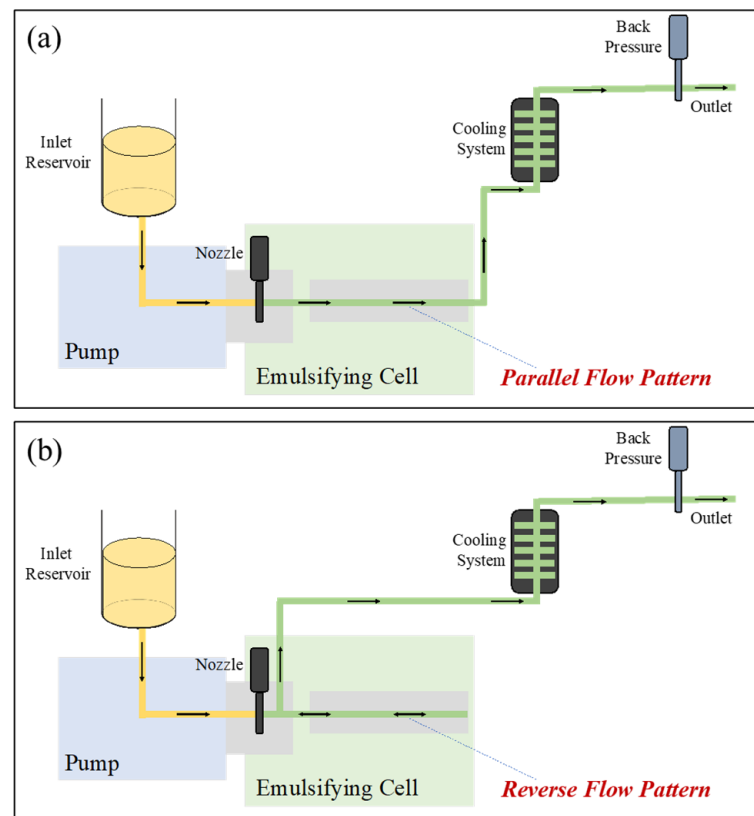 (a)
Back
Pressure
Outlet
Inlet
Reservoir
Cooling
System
Nozzle
Pump
Emulsifying Cell
Parallel Flow Pattern
(b)
Back
Pressure
Outlet
Inlet
Reservoir
Cooling
System
Nozzle
Pump
Emulsifying Cell
Reverse Flow Pattern